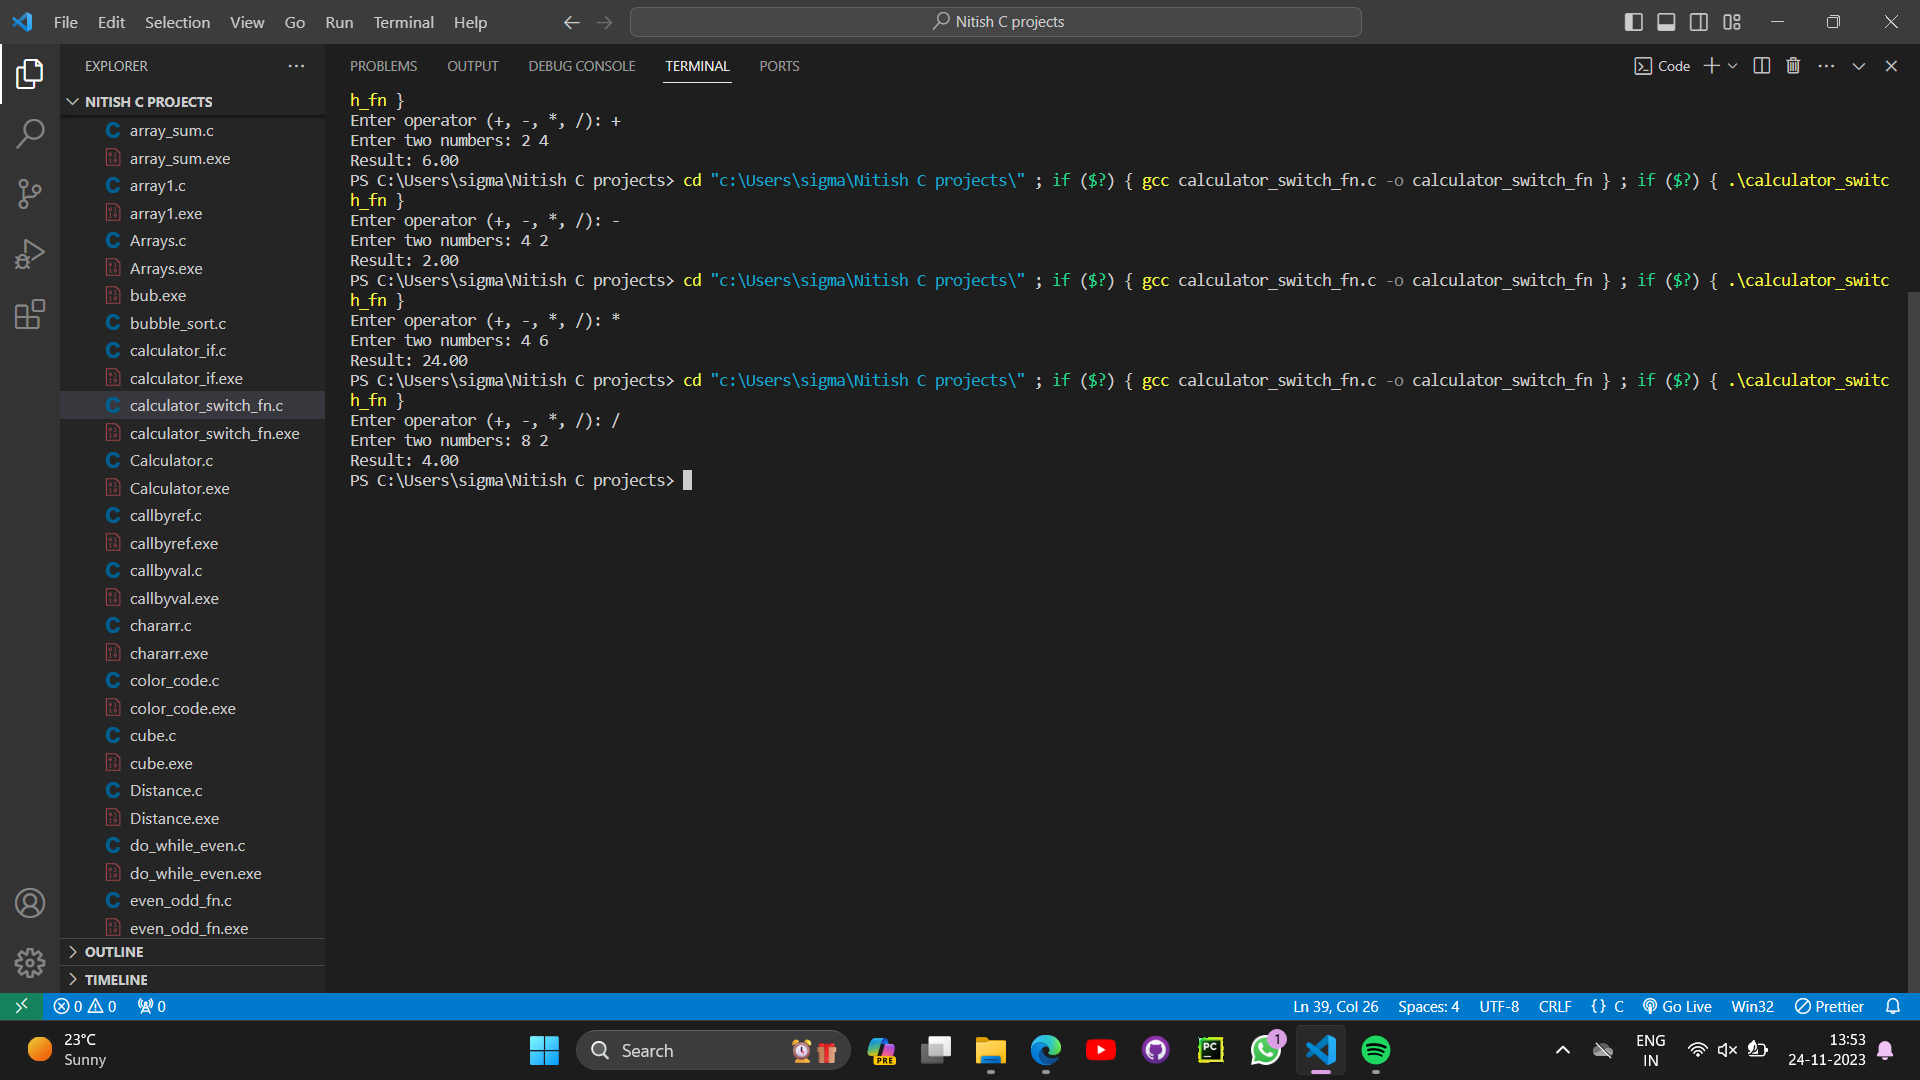 File Edit Selection View Go Run Terminal Help
Nitish C projects
EXPLORER
NITISH C PROJECTS
array_sum.c
array_sum.exe
array1.c
array1.exe
Arrays.c
Arrays.exe
bub.exe
bubble_sort.c
calculator_if.c
calculator_if.exe
calculator_switch_fn.c
calculator_switch_fn.exe
Calculator.c
Calculator.exe
callbyref.c
callbyref.exe
callbyval.c
callbyval.exe
chararr.c
chararr.exe
color_code.c
color_code.exe
cube.c
cube.exe
Distance.c
Distance.exe
do_while_even.c
do_while_even.exe
even_odd_fn.c
even_odd_fn.exe
OUTLINE
TIMELINE
PROBLEMS OUTPUT DEBUG CONSOLE TERMINAL PORTS
Code
h_fn }
Enter operator (+, -, *, /): +
Enter two numbers: 2 4
Result: 6.00
PS C:\Users\sigma\Nitish C projects> cd "c:\Users\sigma\Nitish C projects\" ; if ($?) { gcc calculator_switch_fn.c -o calculator_switch_fn } ; if ($?) { .\calculator_switc
h_fn }
Enter operator (+, -, *, /): -
Enter two numbers: 4 2
Result: 2.00
PS C:\Users\sigma\Nitish C projects> cd "c:\Users\sigma\Nitish C projects\" ; if ($?) { gcc calculator_switch_fn.c -o calculator_switch_fn } ; if ($?) { .\calculator_switc
h_fn }
Enter operator (+, -, *, /): *
Enter two numbers: 4 6
Result: 24.00
PS C:\Users\sigma\Nitish C projects> cd "c:\Users\sigma\Nitish C projects\" ; if ($?) { gcc calculator_switch_fn.c -o calculator_switch_fn } ; if ($?) { .\calculator_switc
h_fn }
Enter operator (+, -, *, /): /
Enter two numbers: 8 2
Result: 4.00
PS C:\Users\sigma\Nitish C projects>
0 0 0
Ln 39, Col 26 Spaces: 4 UTF-8 CRLF {} C Go Live Win32 Prettier
23°C
Sunny
Search
PRE
PC
1
ENG
IN
13:53
24-11-2023